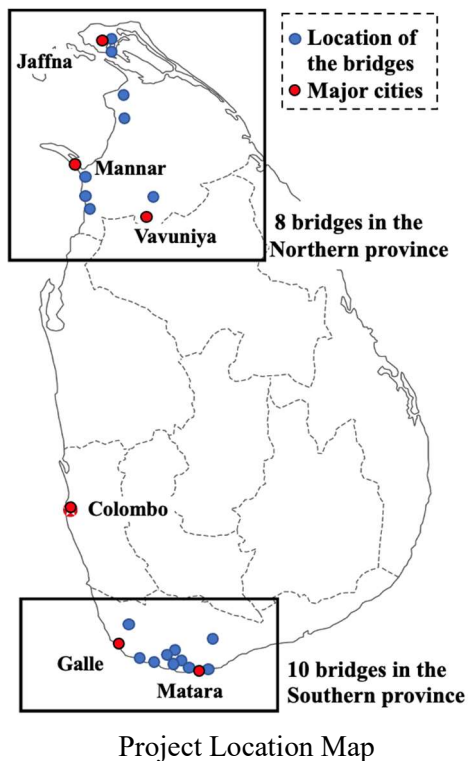 Jaffna
Location of
the bridges
Major cities
Mannar
Vavuniya
8 bridges in the
Northern province
Colombo
Galle
Matara
10 bridges in the
Southern province
Project Location Map